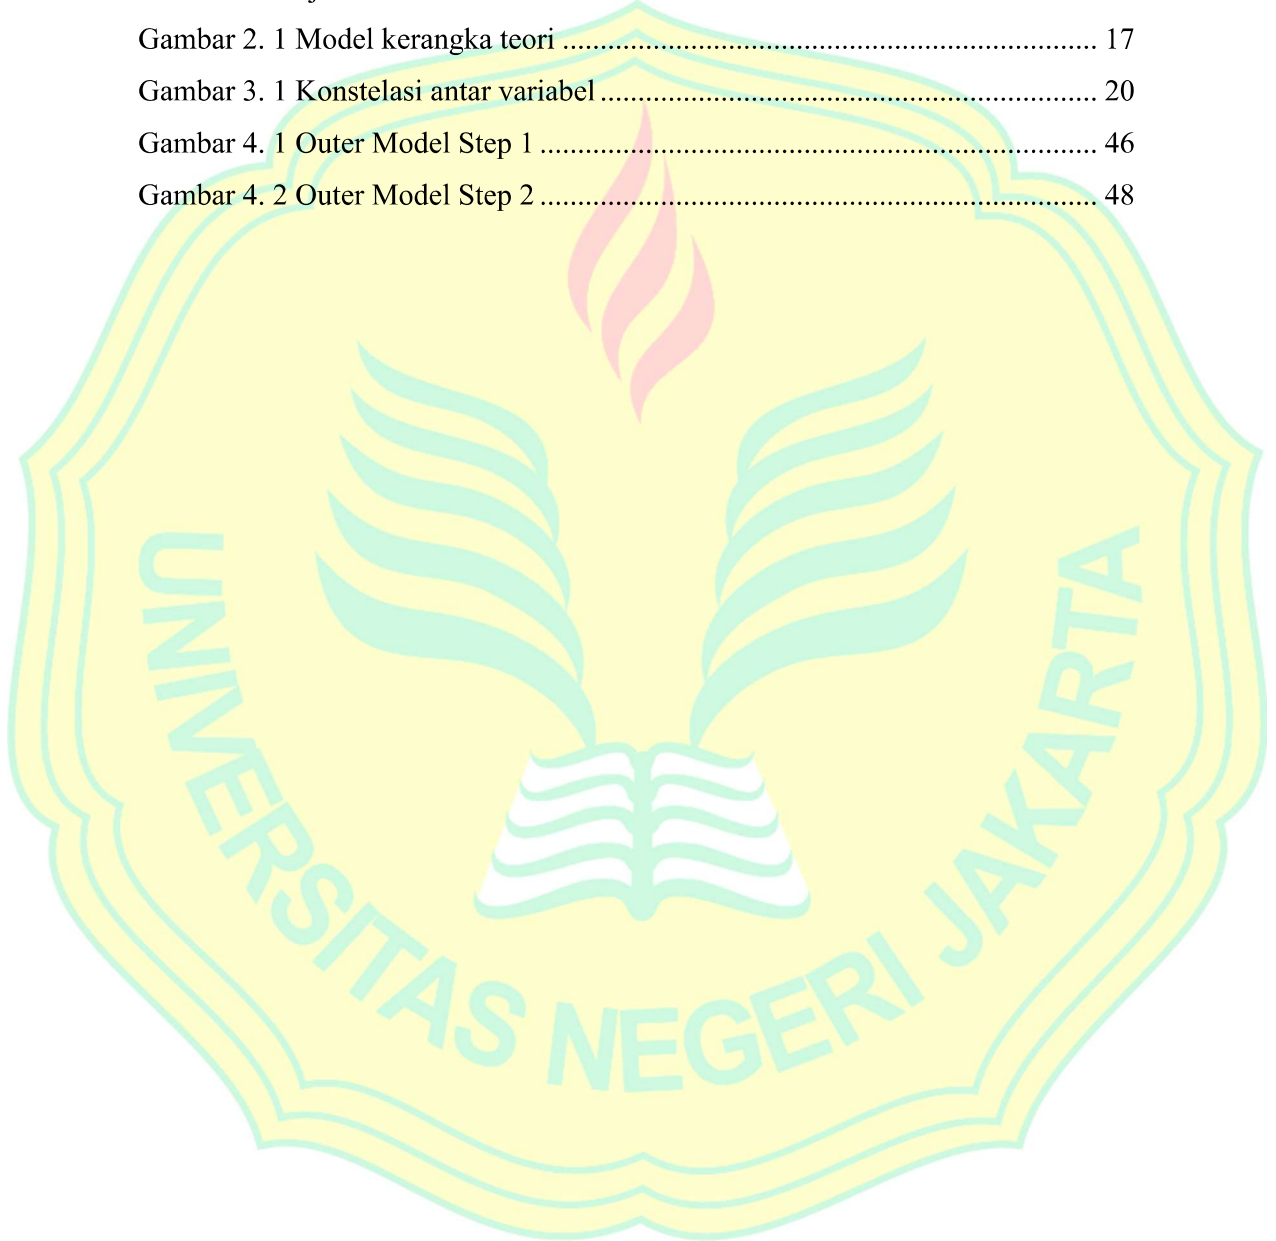 Gambar 2. 1 Model kerangka teori ........................................................................ 17
Gambar 3. 1 Konstelasi antar variabel ................................................................... 20
Gambar 4. 1 Outer Model Step 1 ........................................................................... 46
Gambar 4. 2 Outer Model Step 2 ........................................................................... 48
UNIVERSITAS NEGERI JAKARTA